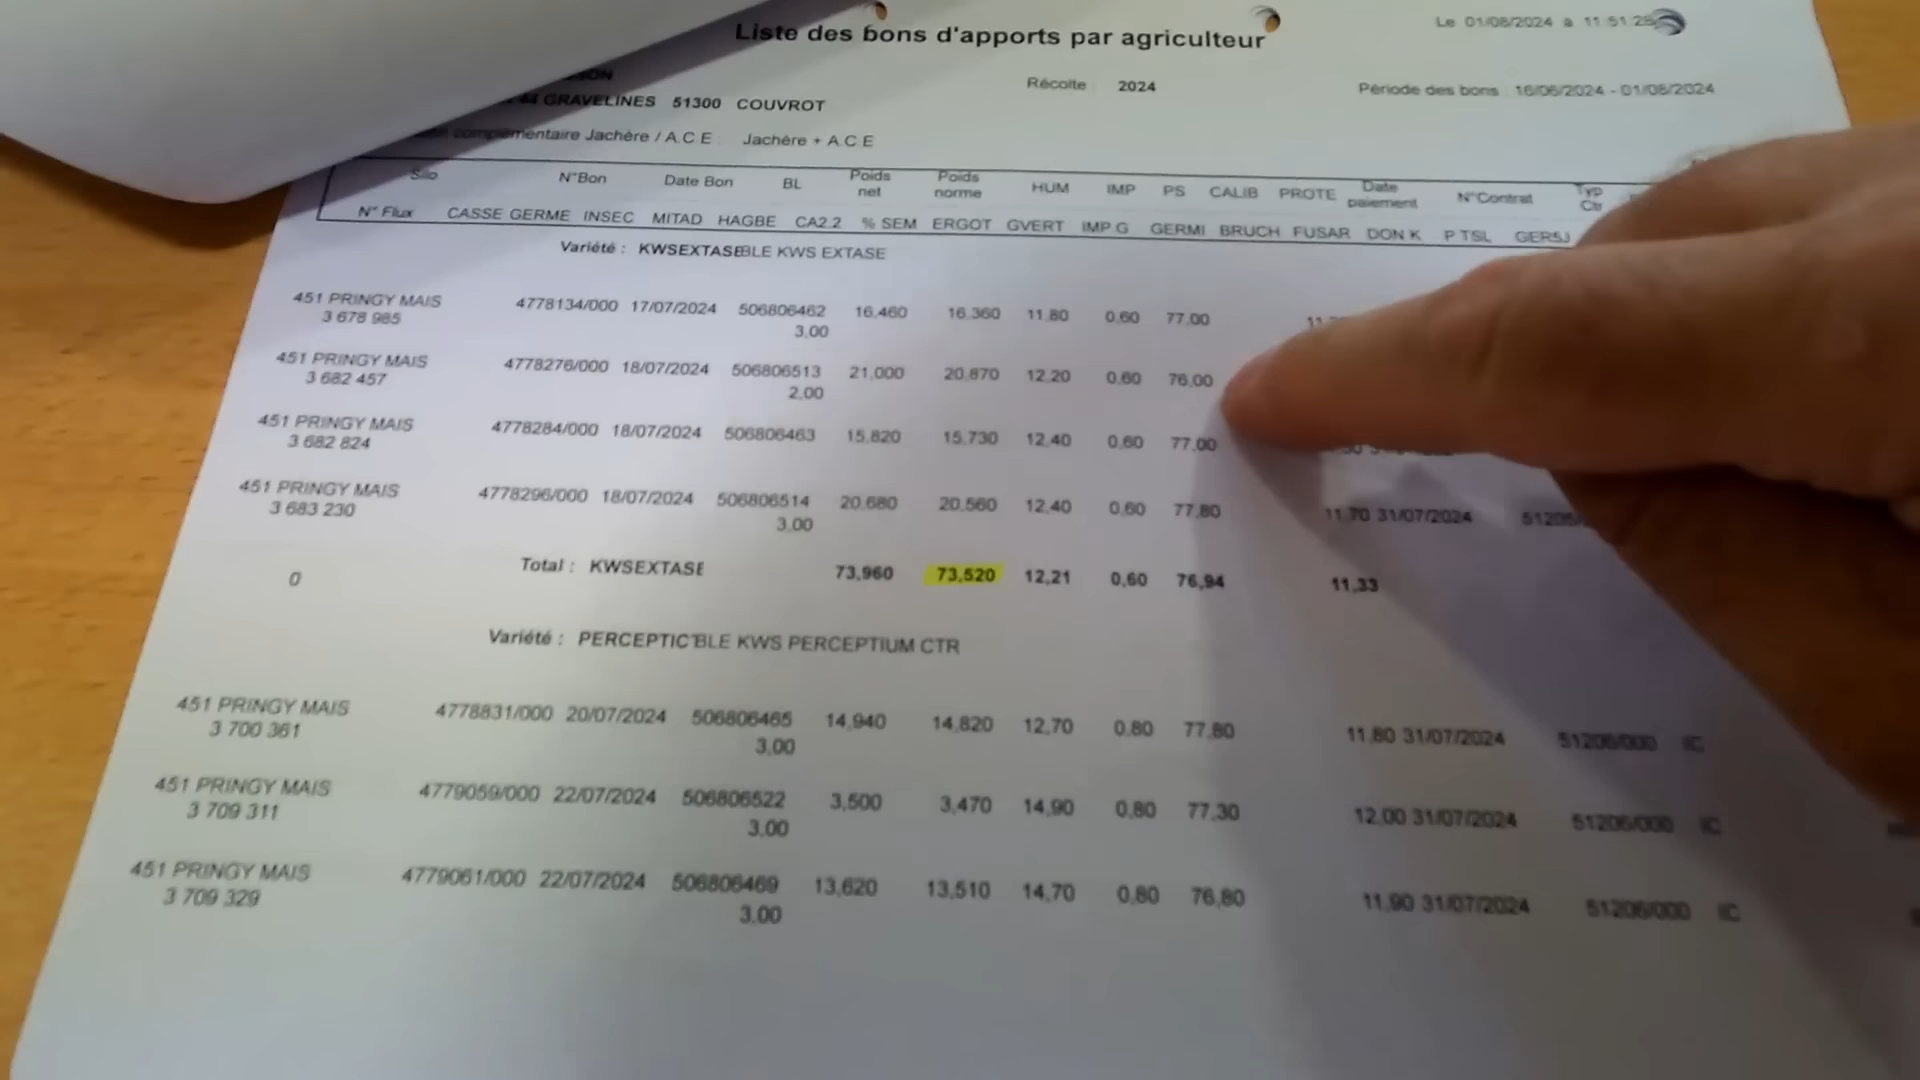 Liste des bons d'apports par agriculteur
Le 01/08/2024 à 11:51:28
Récolte : 2024
Période des bons : 16/06/2024 - 01/08/2024
GRAVELINES 51300 COUVROT
complémentaire Jachère / A.C.E : Jachère + A.C.E
Silo N°Bon Date Bon BL Poids net Poids norme HUM IMP PS CALIB PROTE Date paiement N°Contrat Typ Ctr
N° Flux CASSE GERME INSEC MITAD HAGBE CA2.2 % SEM ERGOT GVERT IMP G GERMI BRUCH FUSAR DON K P TSL GER5J
Variété : KWSEXTASE BLE KWS EXTASE
451 PRINGY MAIS 4778134/000 17/07/2024 506806462 16,460 16,360 11,80 0,60 77,00
3 678 985 3,00
451 PRINGY MAIS 4778276/000 18/07/2024 506806513 21,000 20,870 12,20 0,60 76,00
3 682 457 2,00
451 PRINGY MAIS 4778284/000 18/07/2024 506806463 15,820 15,730 12,40 0,60 77,00
3 682 824
451 PRINGY MAIS 4778296/000 18/07/2024 506806514 20,680 20,560 12,40 0,60 77,80 11,70 31/07/2024
3 683 230 3,00
0 Total : KWSEXTASE 73,960 73,520 12,21 0,60 76,94 11,33
Variété : PERCEPTIC BLE KWS PERCEPTIUM CTR
451 PRINGY MAIS 4778831/000 20/07/2024 506806465 14,940 14,820 12,70 0,80 77,80 11,80 31/07/2024 51206/000 IC
3 700 361 3,00
451 PRINGY MAIS 4779059/000 22/07/2024 506806522 3,500 3,470 14,90 0,80 77,30 12,00 31/07/2024 51206/000 IC
3 709 311 3,00
451 PRINGY MAIS 4779061/000 22/07/2024 506806469 13,620 13,510 14,70 0,80 76,80 11,90 31/07/2024 51206/000 IC
3 709 329 3,00